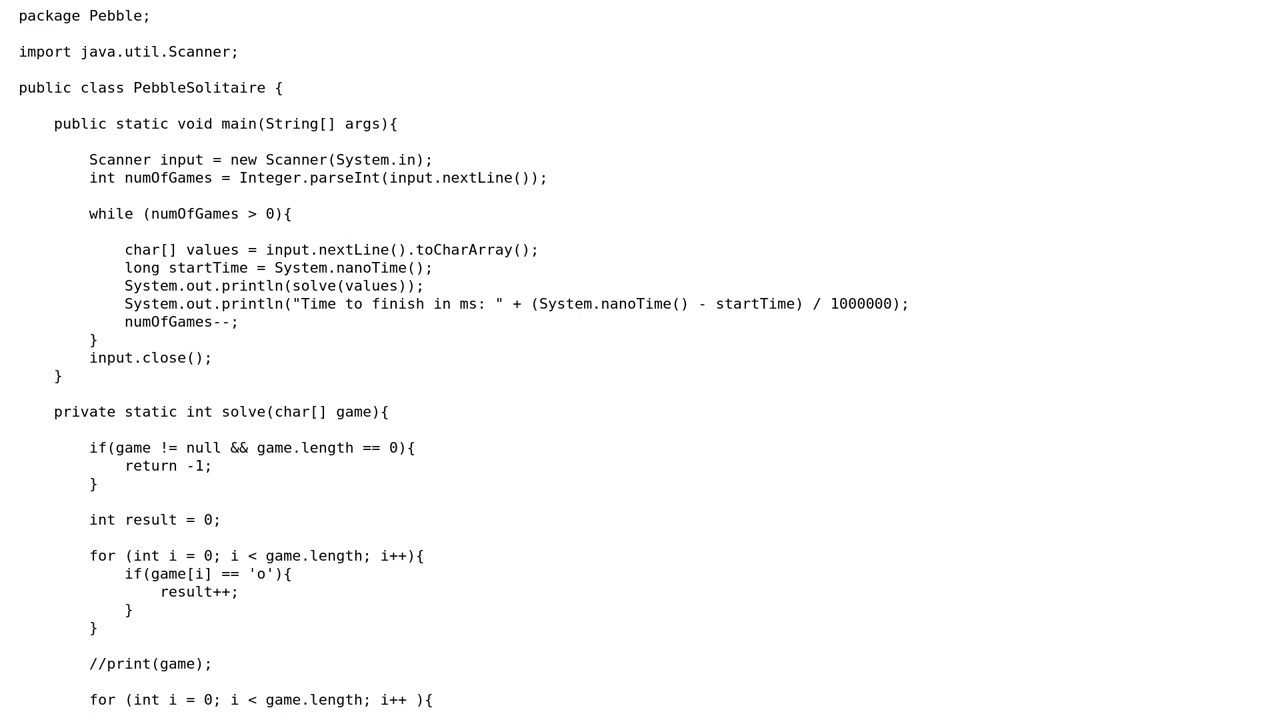 package Pebble;

import java.util.Scanner;

public class PebbleSolitaire {

    public static void main(String[] args){

        Scanner input = new Scanner(System.in);
        int numOfGames = Integer.parseInt(input.nextLine());

        while (numOfGames > 0){

            char[] values = input.nextLine().toCharArray();
            long startTime = System.nanoTime();
            System.out.println(solve(values));
            System.out.println("Time to finish in ms: " + (System.nanoTime() - startTime) / 1000000);
            numOfGames--;
        }
        input.close();
    }

    private static int solve(char[] game){

        if(game != null && game.length == 0){
            return -1;
        }

        int result = 0;

        for (int i = 0; i < game.length; i++){
            if(game[i] == 'o'){
                result++;
            }
        }

        //print(game);

        for (int i = 0; i < game.length; i++ ){